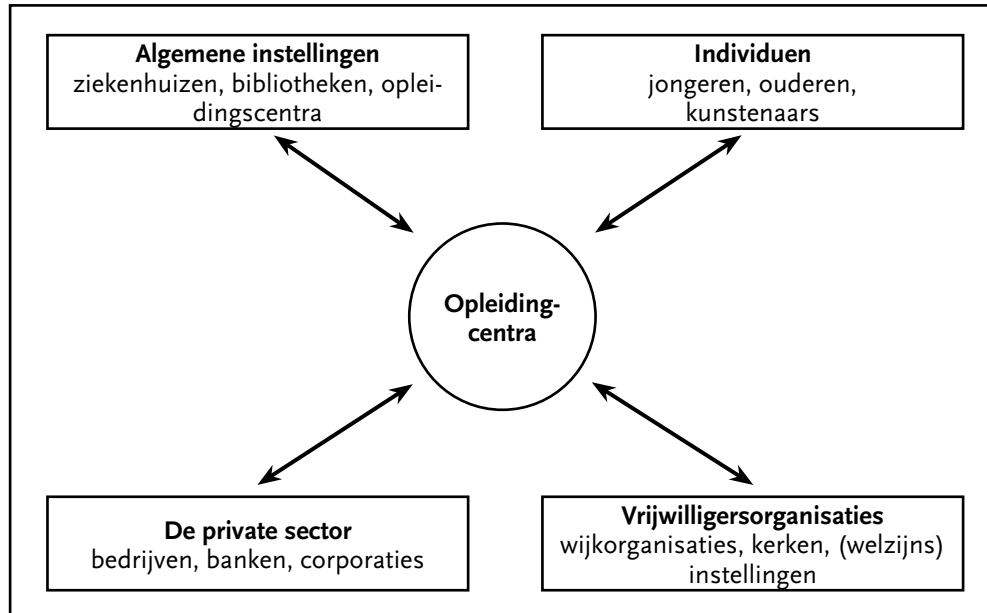 Algemene instellingen
ziekenhuizen, bibliotheken, oplei-
dingscentra
Individuen
jongeren, ouderen,
kunstenaars
Opleiding-
centra
De private sector
bedrijven, banken, corporaties
Vrijwilligersorganisaties
wijkorganisaties, kerken, (welzijns)
instellingen